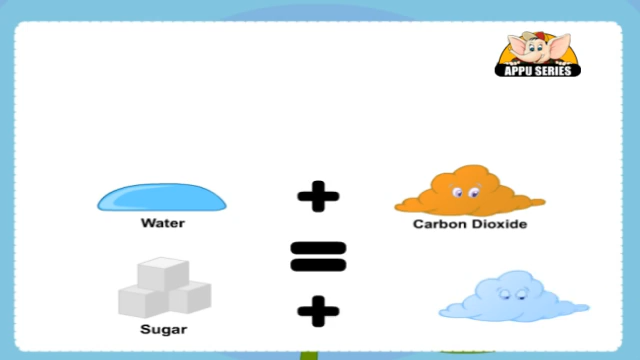 APPU SERIES
Water
+
Carbon Dioxide
=
Sugar
+